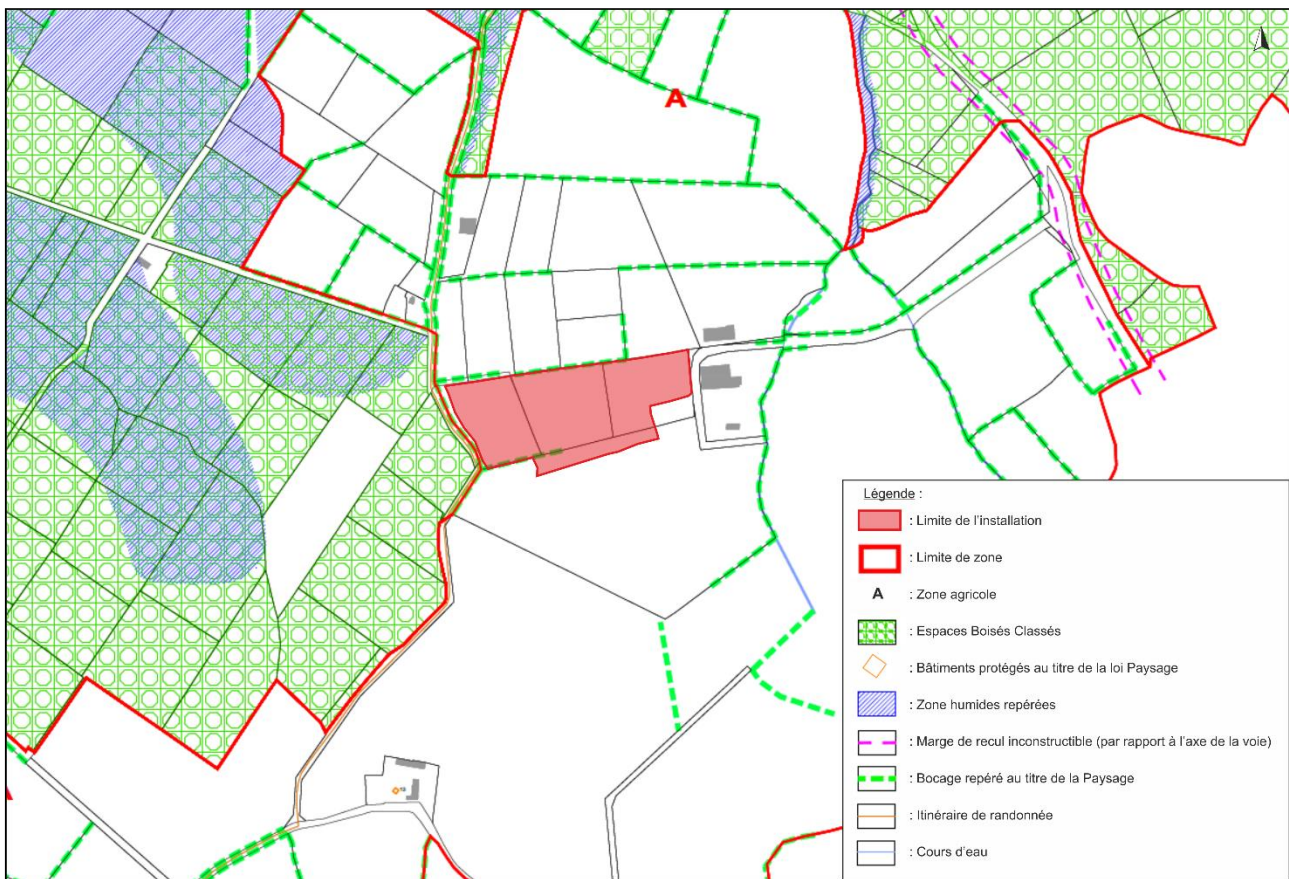 A
Légende :
: Limite de l'installation
: Limite de zone
A : Zone agricole
: Espaces Boisés Classés
: Bâtiments protégés au titre de la loi Paysage
: Zone humides repérées
: Marge de recul inconstructible (par rapport à l'axe de la voie)
: Bocage repéré au titre de la Paysage
: Itinéraire de randonnée
: Cours d'eau